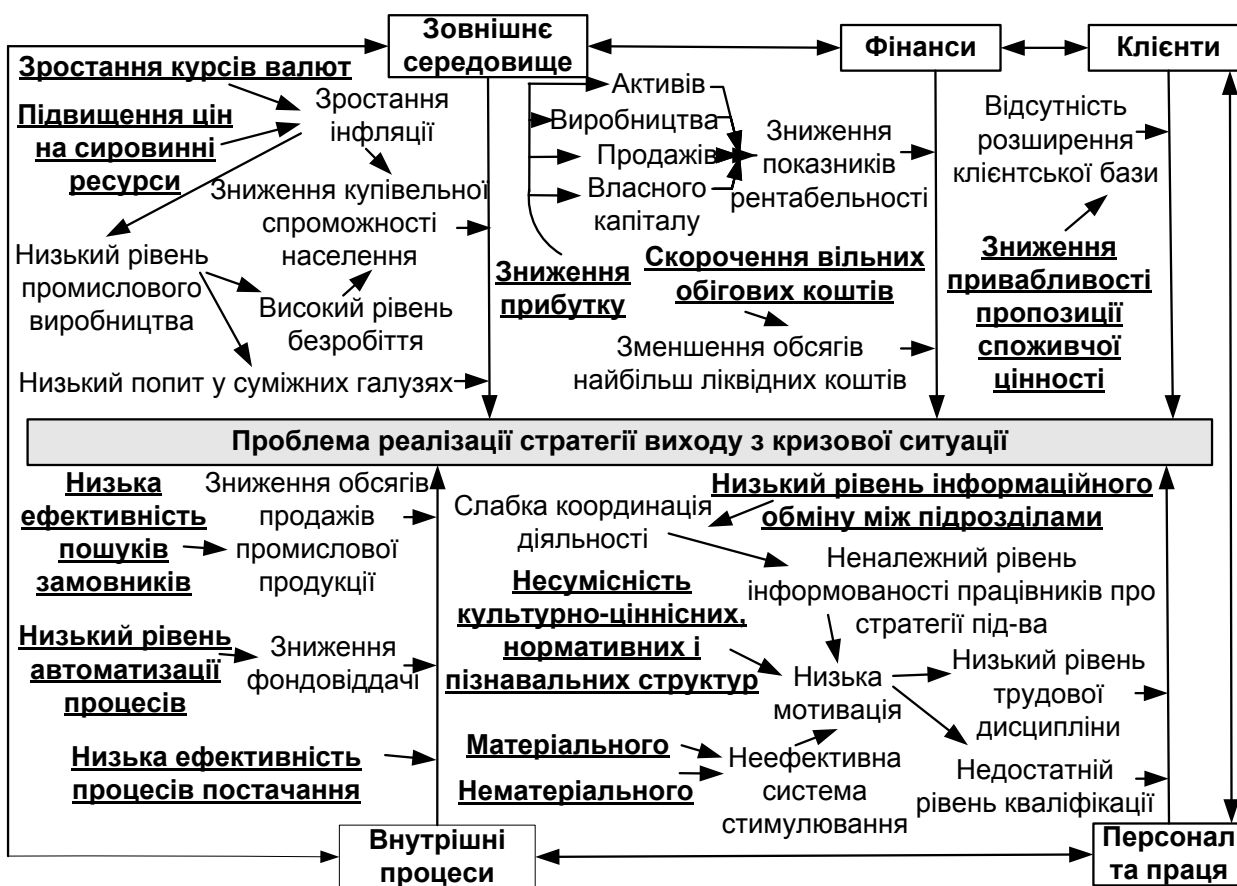 Зовнішнє
середовище
Фінанси
Клієнти
Зростання курсів валют
Підвищення цін
на сировинні
ресурси
Зростання
інфляції
Зниження купівельної
спроможності
населення
Низький рівень
промислового
виробництва
Високий рівень
безробіття
Низький попит у суміжних галузях
Активів
Виробництва
Продажів
Власного
капіталу
Зниження
показників
рентабельності
Зниження
прибутку
Скорочення вільних
обігових коштів
Зменшення обсягів
найбільш ліквідних коштів
Відсутність
розширення
клієнтської бази
Зниження
привабливості
пропозиції
споживчої
цінності
Проблема реалізації стратегії виходу з кризової ситуації
Низька
ефективність
пошуків
замовників
Зниження обсягів
продажів
промислової
продукції
Низький рівень
автоматизації
процесів
Зниження
фондовіддачі
Низька ефективність
процесів постачання
Слабка координація
діяльності
Низький рівень інформаційного
обміну між підрозділами
Неналежний рівень
інформованості працівників про
стратегії під-ва
Несумісність
культурно-ціннісних,
нормативних і
пізнавальних структур
Низька
мотивація
Низький рівень
трудової
дисципліни
Матеріального
Нематеріального
Неефективна
система
стимулювання
Недостатній
рівень кваліфікації
Внутрішні
процеси
Персонал
та праця